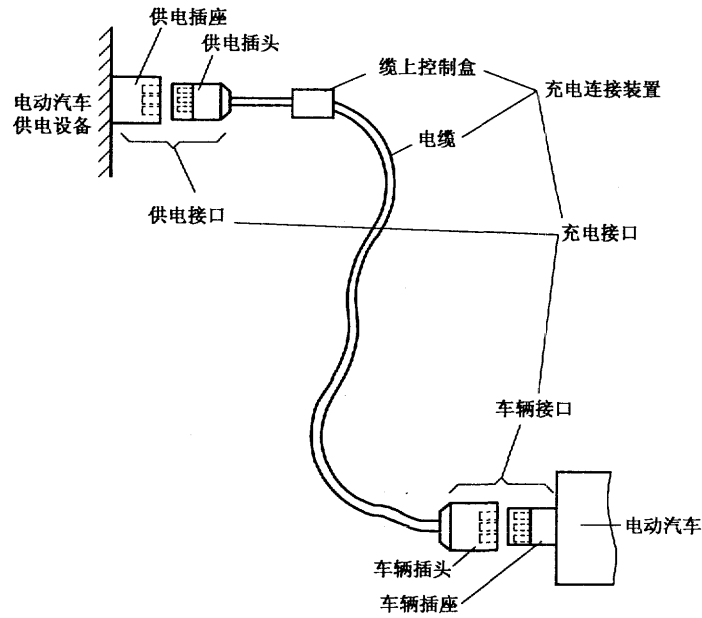 供电插座
供电插头
缆上控制盒
充电连接装置
电动汽车
供电设备
电缆
供电接口
充电接口
车辆接口
电动汽车
车辆插头
车辆插座